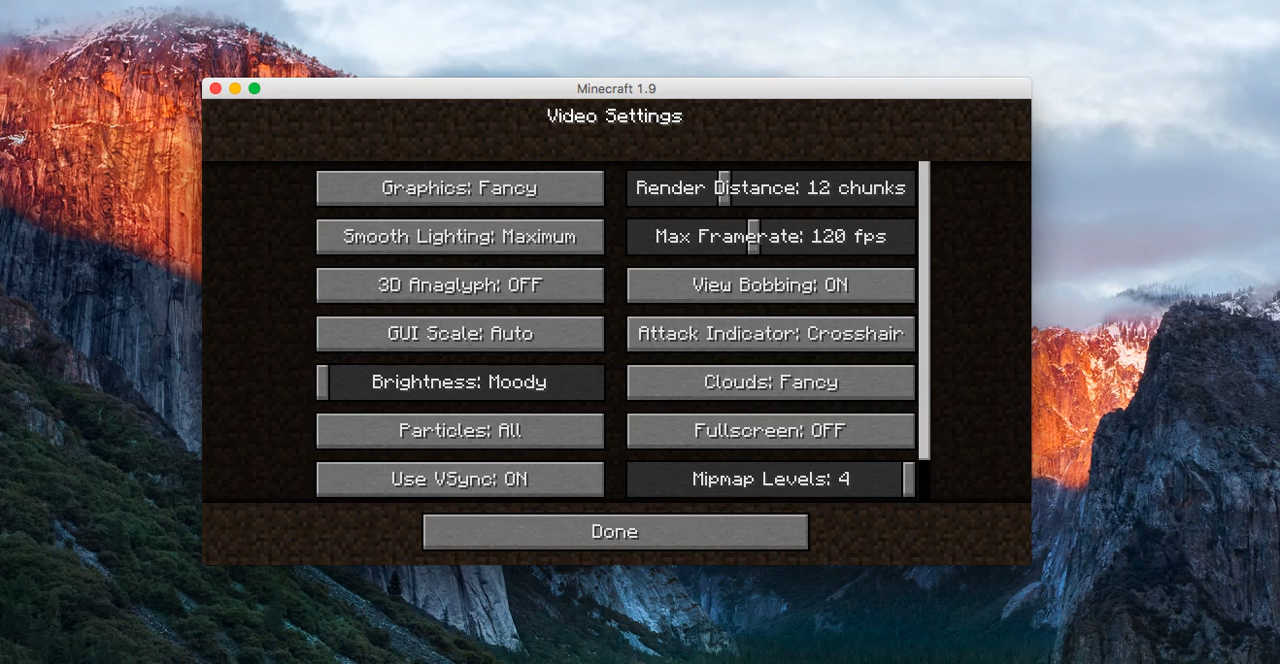 Minecraft 1.9
Video Settings
Graphics: Fancy
Render Distance: 12 chunks
Smooth Lighting: Maximum
Max Framerate: 120 fps
3D Anaglyph: OFF
View Bobbing: ON
GUI Scale: Auto
Attack Indicator: Crosshair
Brightness: Moody
Clouds: Fancy
Particles: All
Fullscreen: OFF
Use VSync: ON
Mipmap Levels: 4
Done